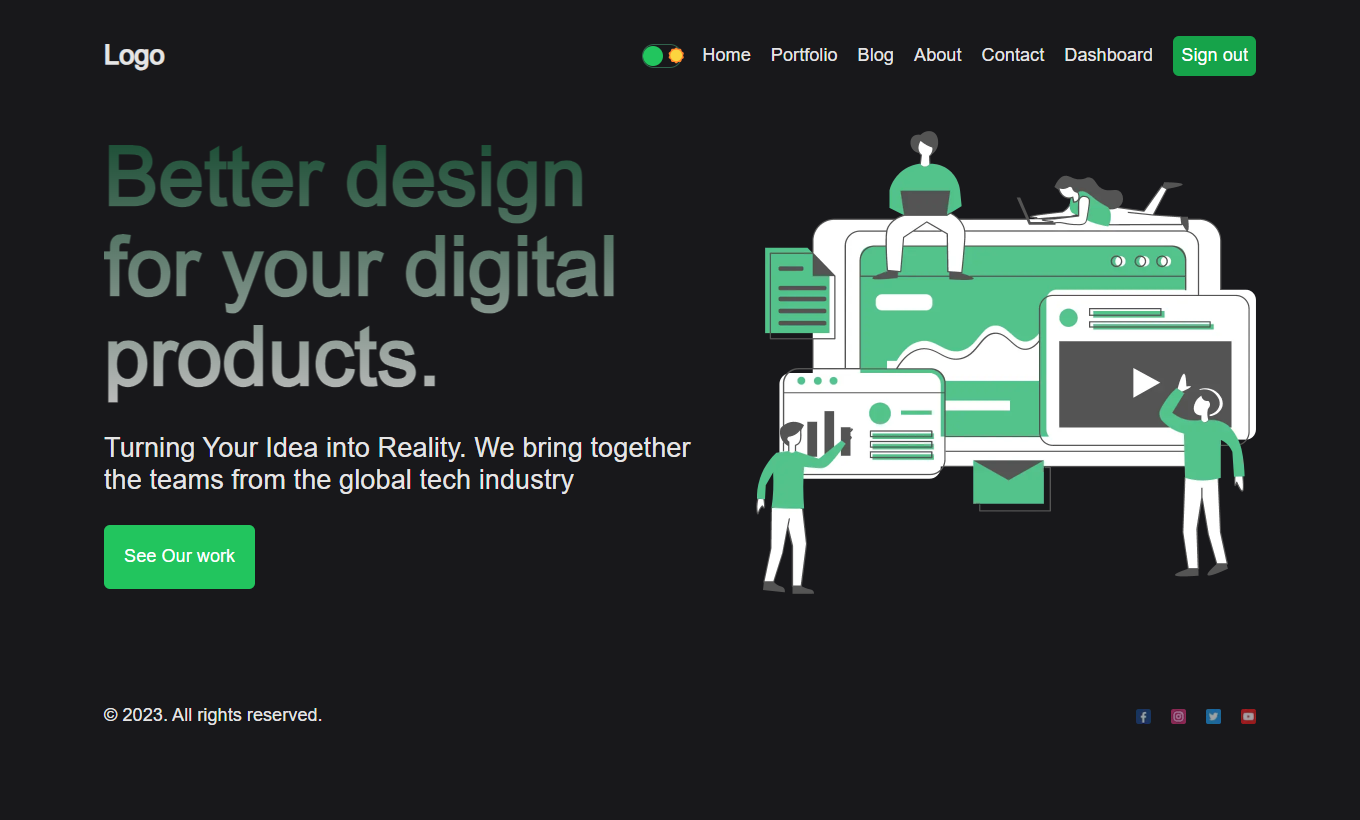 Logo
Home Portfolio Blog About Contact Dashboard Sign out
Better design
for your digital
products.
Turning Your Idea into Reality. We bring together
the teams from the global tech industry
See Our work
© 2023. All rights reserved.